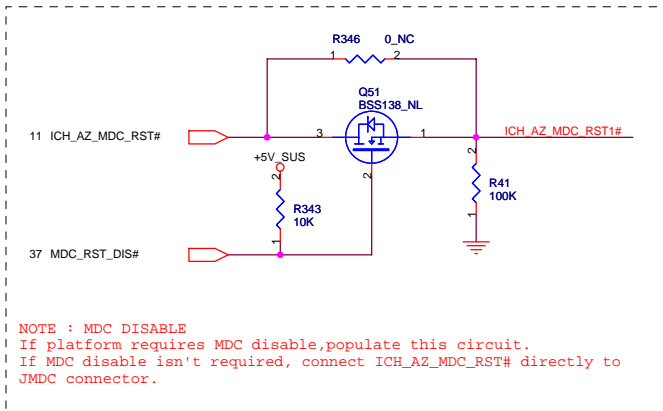 R346 0_NC
1 2
Q51
BSS138_NL
11 ICH_AZ_MDC_RST#
3 1
ICH_AZ_MDC_RST1#
+5V_SUS
2
2
2
R41
100K
R343
10K
1
1
37 MDC_RST_DIS#
NOTE : MDC DISABLE
If platform requires MDC disable,populate this circuit.
If MDC disable isn't required, connect ICH_AZ_MDC_RST# directly to
JMDC connector.